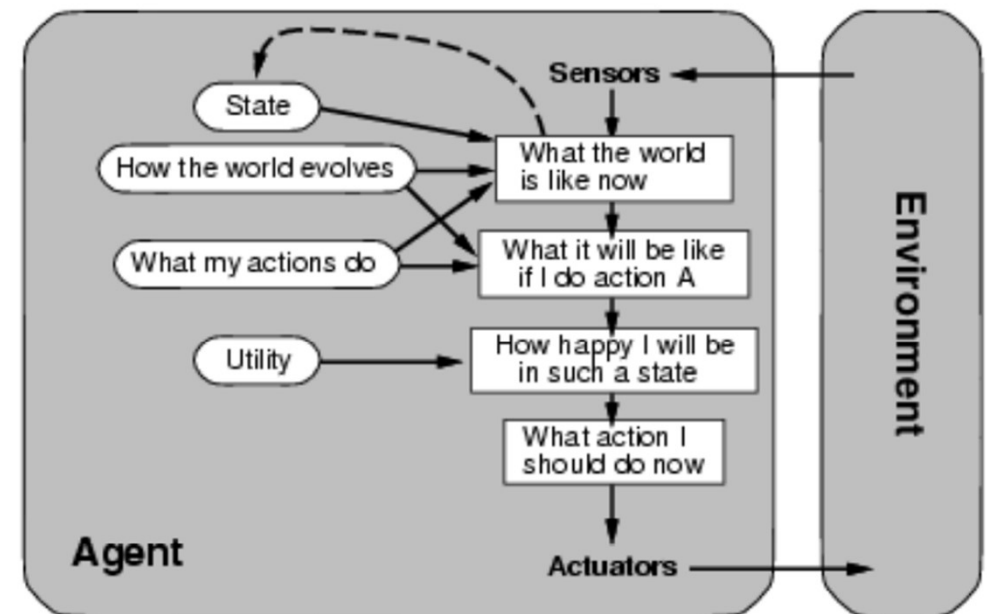 Sensors
State
What the world
is like now
How the world evolves
What it will be like
if I do action A
What my actions do
How happy I will be
in such a state
Utility
What action I
should do now
Agent
Actuators
Environment